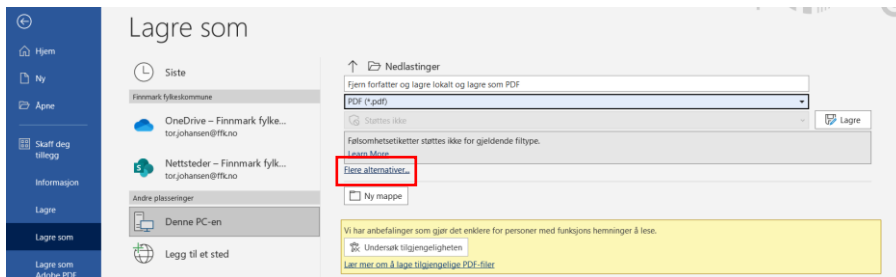 Lagre som
Hjem
Ny
Åpne
Skaff deg
tillegg
Informasjon
Lagre
Lagre som
Lagre som
Adobe PDF
Siste
Finnmark fylkeskommune
OneDrive – Finnmark fylke...
tor.johansen@ffk.no
Nettsteder – Finnmark fylk...
tor.johansen@ffk.no
Andre plasseringer
Denne PC-en
Legg til et sted
Nedlastinger
Fjern forfatter og lagre lokalt og lagre som PDF
PDF (*.pdf)
Støttes ikke
Lagre
Følsomhetsetiketter støttes ikke for gjeldende filtype.
Learn More
Flere alternativer...
Ny mappe
Vi har anbefalinger som gjør det enklere for personer med funksjons hemninger å lese.
Undersøk tilgjengeligheten
Lær mer om å lage tilgjengelige PDF-filer